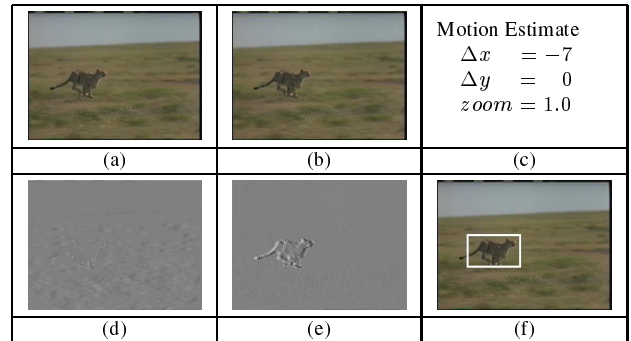 Motion Estimate
Δx = −7
Δy = 0
zoom = 1.0
(a) (b) (c)
(d) (e) (f)